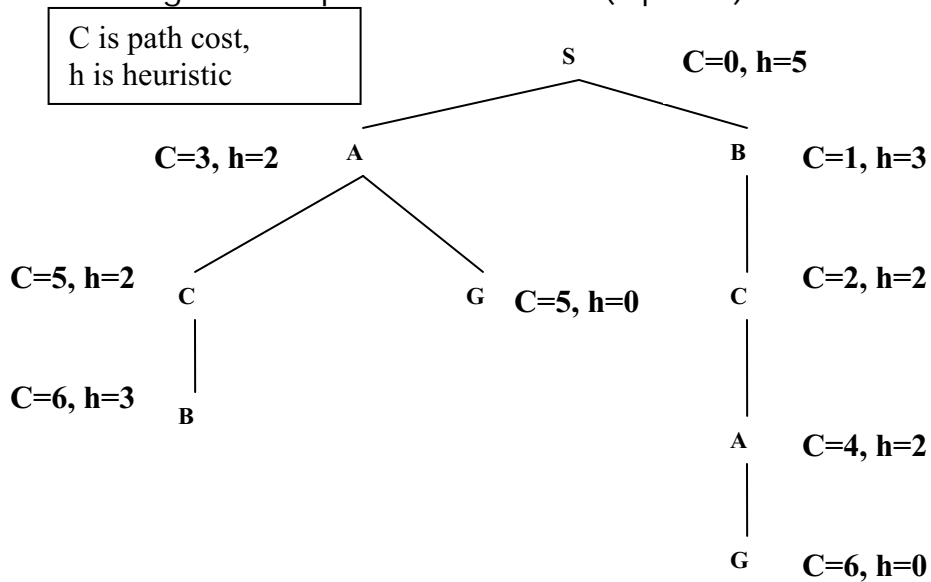 C is path cost,
h is heuristic
S C=0, h=5
C=3, h=2 A B C=1, h=3
C=5, h=2 C G C=5, h=0 C C=2, h=2
C=6, h=3 B
A C=4, h=2
G C=6, h=0